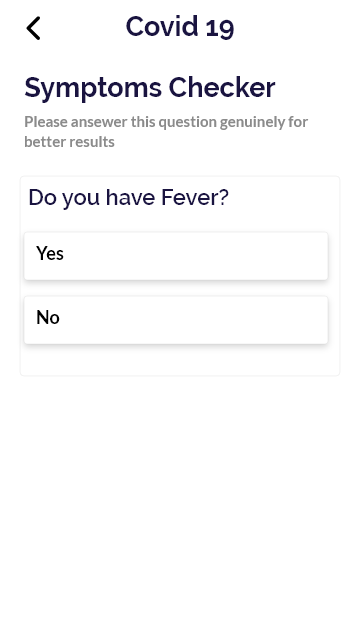 Covid 19
Symptoms Checker
Please ansewer this question genuinely for
better results
Do you have Fever?
Yes
No